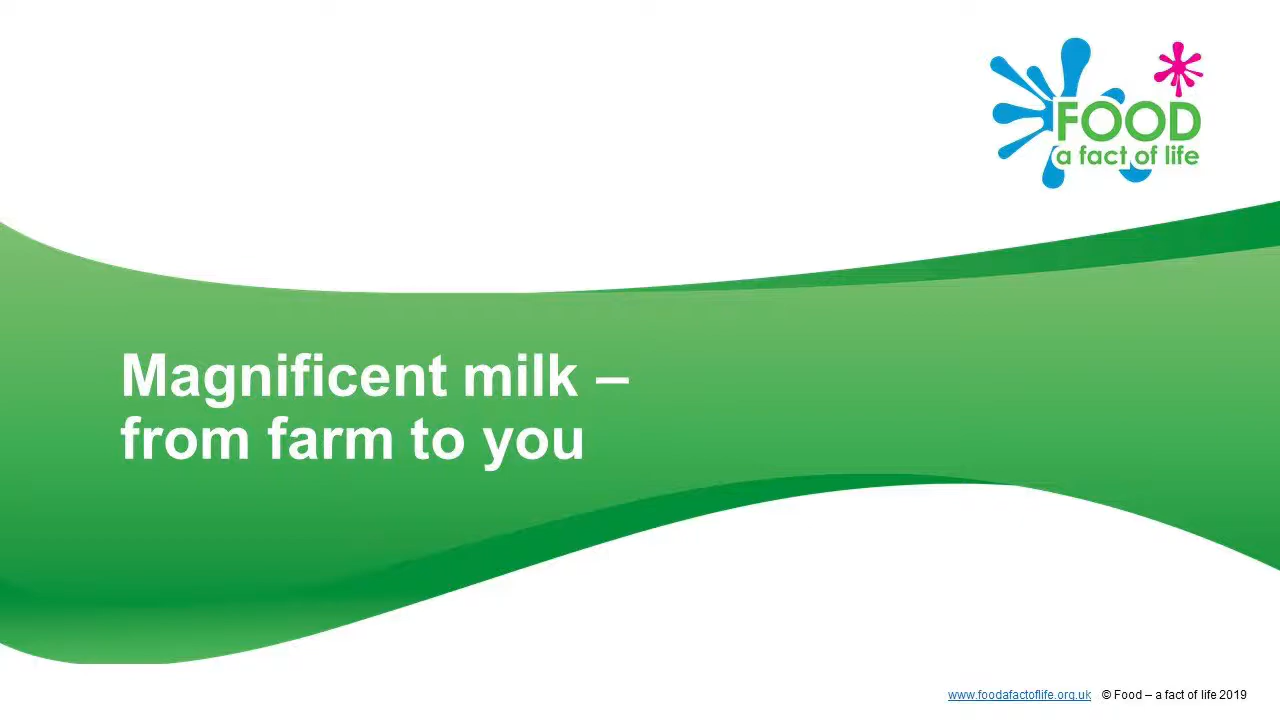 FOOD
a fact of life
Magnificent milk –
from farm to you
www.foodafactoflife.org.uk © Food – a fact of life 2019